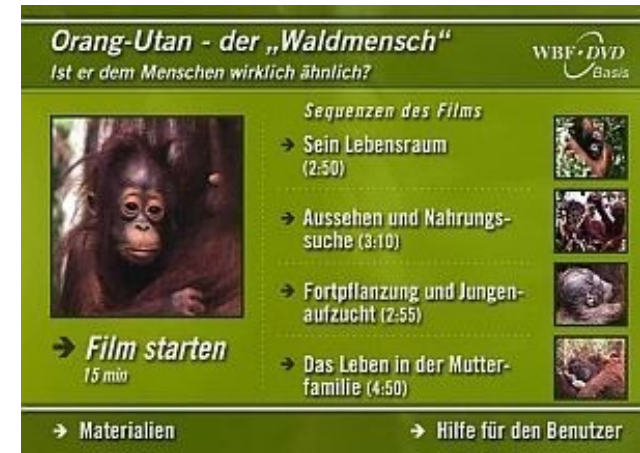 Orang-Utan - der „Waldmensch“
Ist er dem Menschen wirklich ähnlich?
WBF·DVD
Basis
Sequenzen des Films
Sein Lebensraum
(2:50)
Aussehen und Nahrungs-
suche (3:10)
Fortpflanzung und Jungen-
aufzucht (2:55)
Das Leben in der Mutter-
familie (4:50)
Film starten
15 min
Materialien
Hilfe für den Benutzer